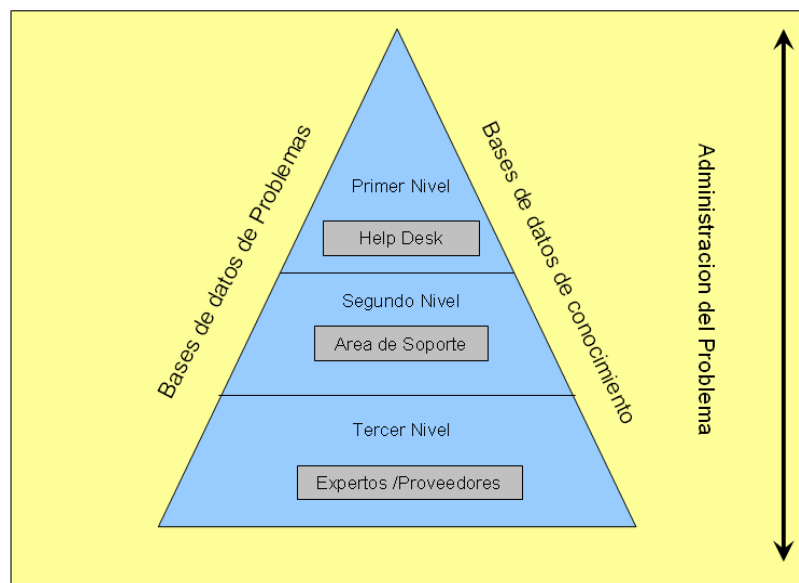 Bases de datos de Problemas
Bases de datos de conocimiento
Administracion del Problema
Primer Nivel
Help Desk
Segundo Nivel
Area de Soporte
Tercer Nivel
Expertos /Proveedores